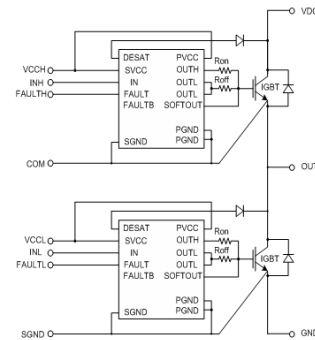 VDC
DESAT PVCC
VCCH SVCC OUTH Ron
INH IN OUTL Roff
FAULTH FAULT OUTL IGBT
FAULTB SOFTOUT
PGND
SGND PGND
COM
OUT
DESAT PVCC
VCCL SVCC OUTH Ron
INL IN OUTL Roff
FAULTL FAULT OUTL IGBT
FAULTB SOFTOUT
PGND
SGND PGND
SGND GND